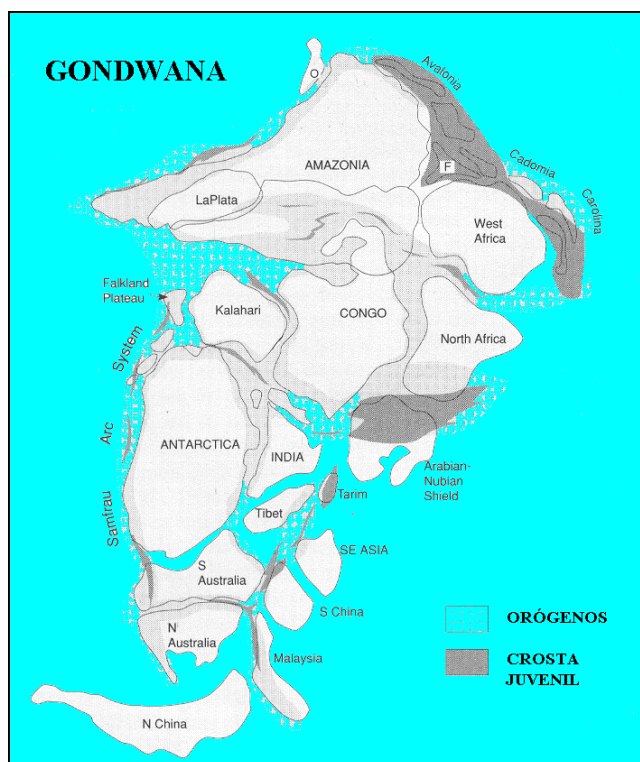 GONDWANA
O
Avalonia
AMAZONIA
F
Cadomia
Carolina
LaPlata
West
Africa
Falkland
Plateau
Kalahari
CONGO
North Africa
System
Arc
Samfrau
ANTARCTICA
INDIA
Arabian-
Nubian
Shield
Tarim
Tibet
SE ASIA
S
Australia
S China
ORÓGENOS
N
Australia
Malaysia
CROSTA
JUVENIL
N China